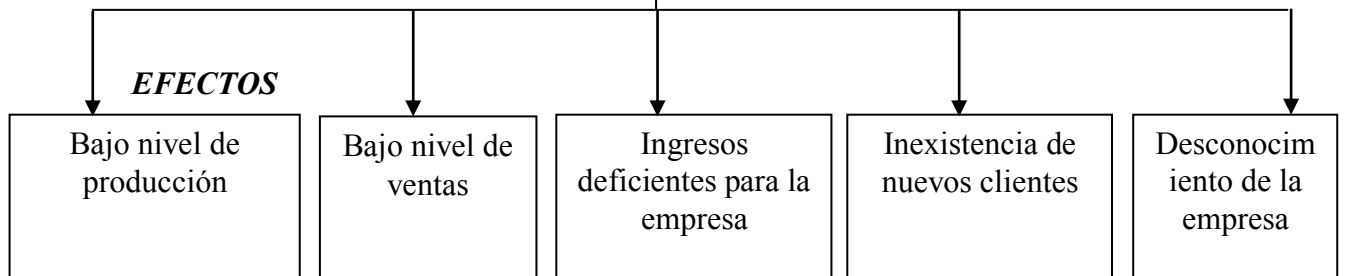 EFECTOS
Bajo nivel de
producción
Bajo nivel de
ventas
Ingresos
deficientes para la
empresa
Inexistencia de
nuevos clientes
Desconocim
iento de la
empresa